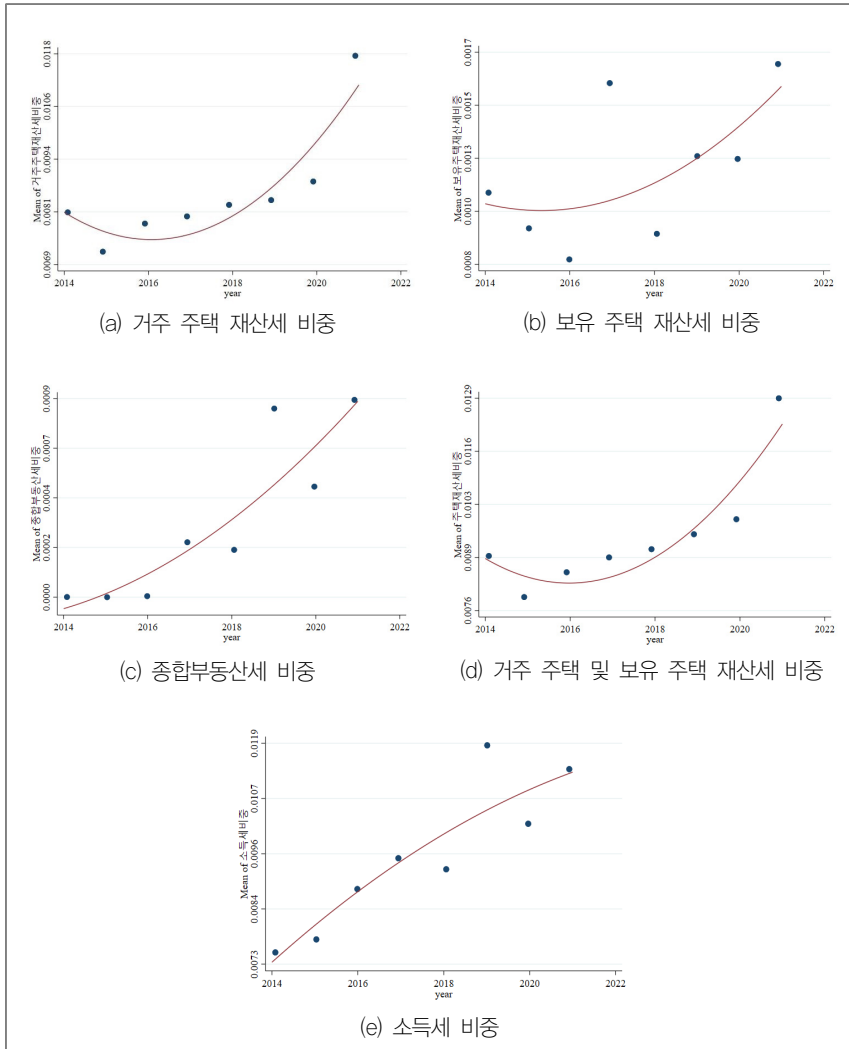 0.0118
0.0106
0.0094
0.0081
0.0069
Mean of 거주주택재산세비중
2014 2016 2018 2020 2022
year
(a) 거주 주택 재산세 비중
0.0017
0.0015
0.0013
0.0010
0.0008
Mean of 보유주택재산세비중
2014 2016 2018 2020 2022
year
(b) 보유 주택 재산세 비중
0.0009
0.0007
0.0004
0.0002
0.0000
Mean of 종합부동산세비중
2014 2016 2018 2020 2022
year
(c) 종합부동산세 비중
0.0129
0.0116
0.0103
0.0089
0.0076
Mean of 주택재산세비중
2014 2016 2018 2020 2022
year
(d) 거주 주택 및 보유 주택 재산세 비중
0.0119
0.0107
0.0096
0.0084
0.0073
Mean of 소득세비중
2014 2016 2018 2020 2022
year
(e) 소득세 비중